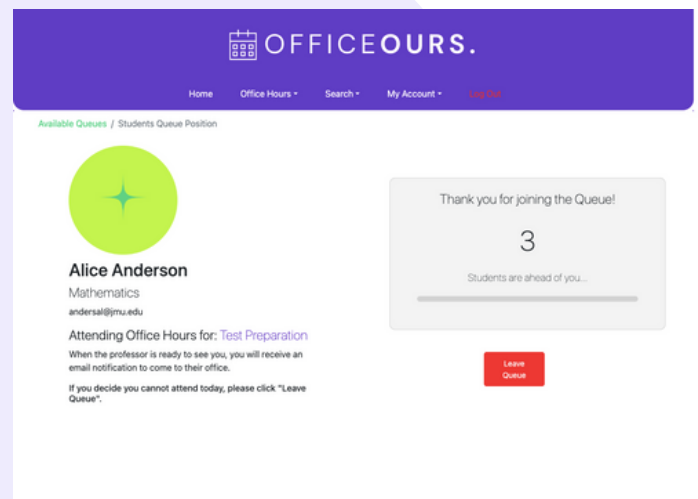 OFFICEOURS.
Home Office Hours Search My Account Log Out
Available Queues / Students Queue Position
Alice Anderson
Mathematics
andersal@jmu.edu
Attending Office Hours for: Test Preparation
When the professor is ready to see you, you will receive an
email notification to come to their office.
If you decide you cannot attend today, please click "Leave
Queue".
Thank you for joining the Queue!
3
Students are ahead of you...
Leave
Queue